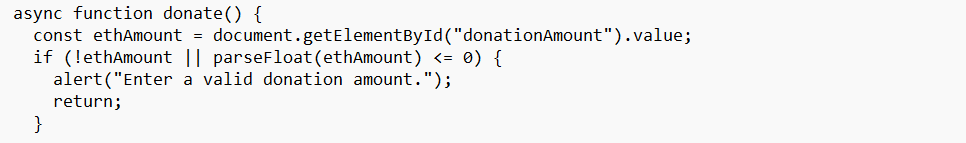 async function donate() {
  const ethAmount = document.getElementById("donationAmount").value;
  if (!ethAmount || parseFloat(ethAmount) <= 0) {
    alert("Enter a valid donation amount.");
    return;
  }